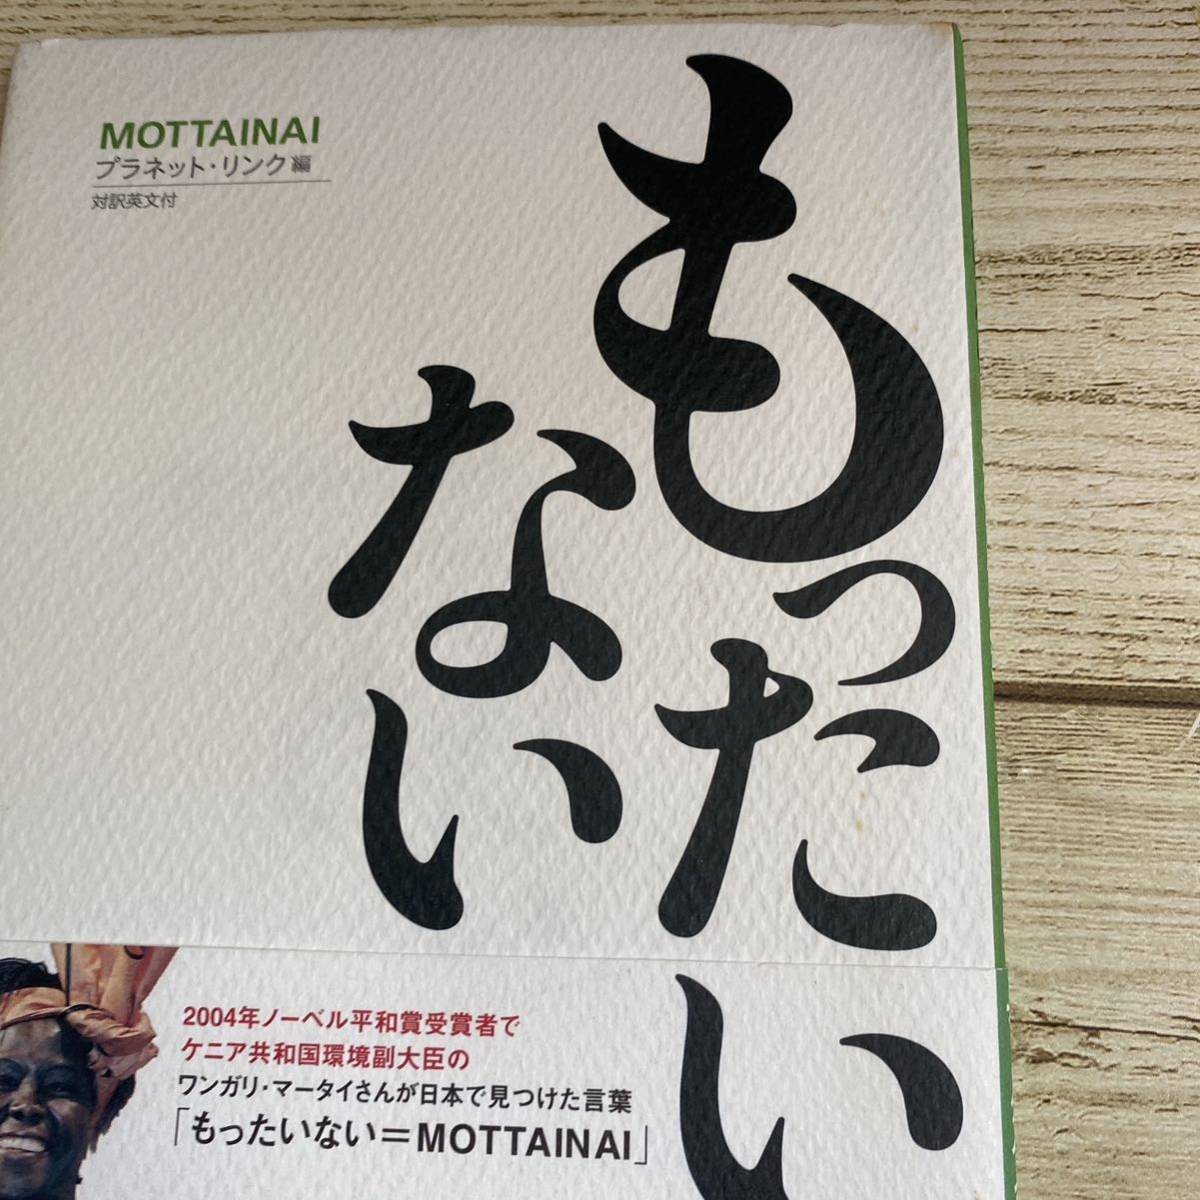 MOTTAINAI
プラネット・リンク編
対訳英文付
もったい
ない
2004年ノーベル平和賞受賞者で
ケニア共和国環境副大臣の
ワンガリ・マータイさんが日本で見つけた言葉
「もったいない＝MOTTAINAI」